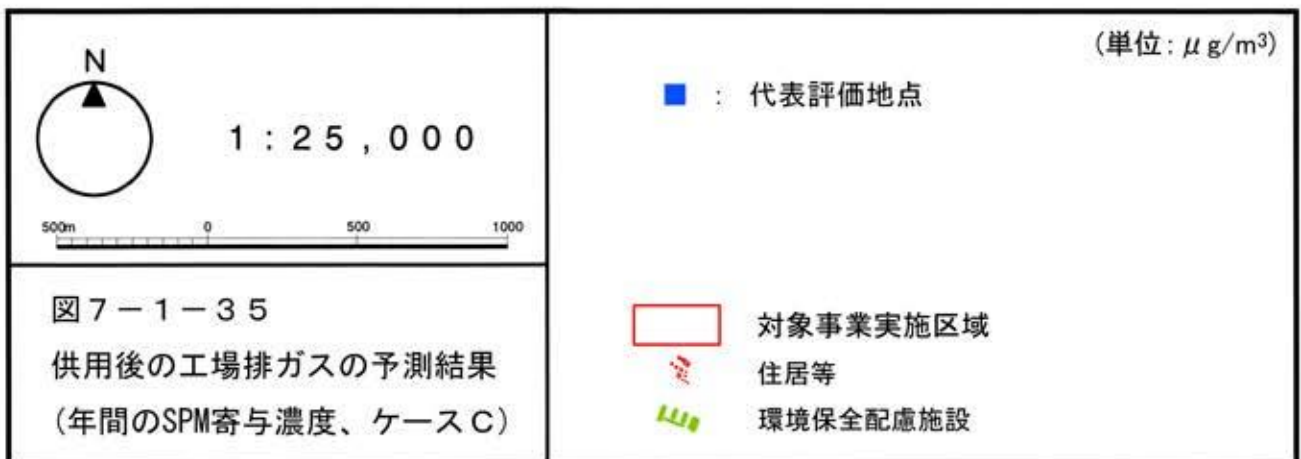 N
1:25,000
500m 0 500 1000
図7-1-35
供用後の工場排ガスの予測結果
(年間のSPM寄与濃度、ケースC)
(単位:μg/m³)
: 代表評価地点
対象事業実施区域
住居等
環境保全配慮施設